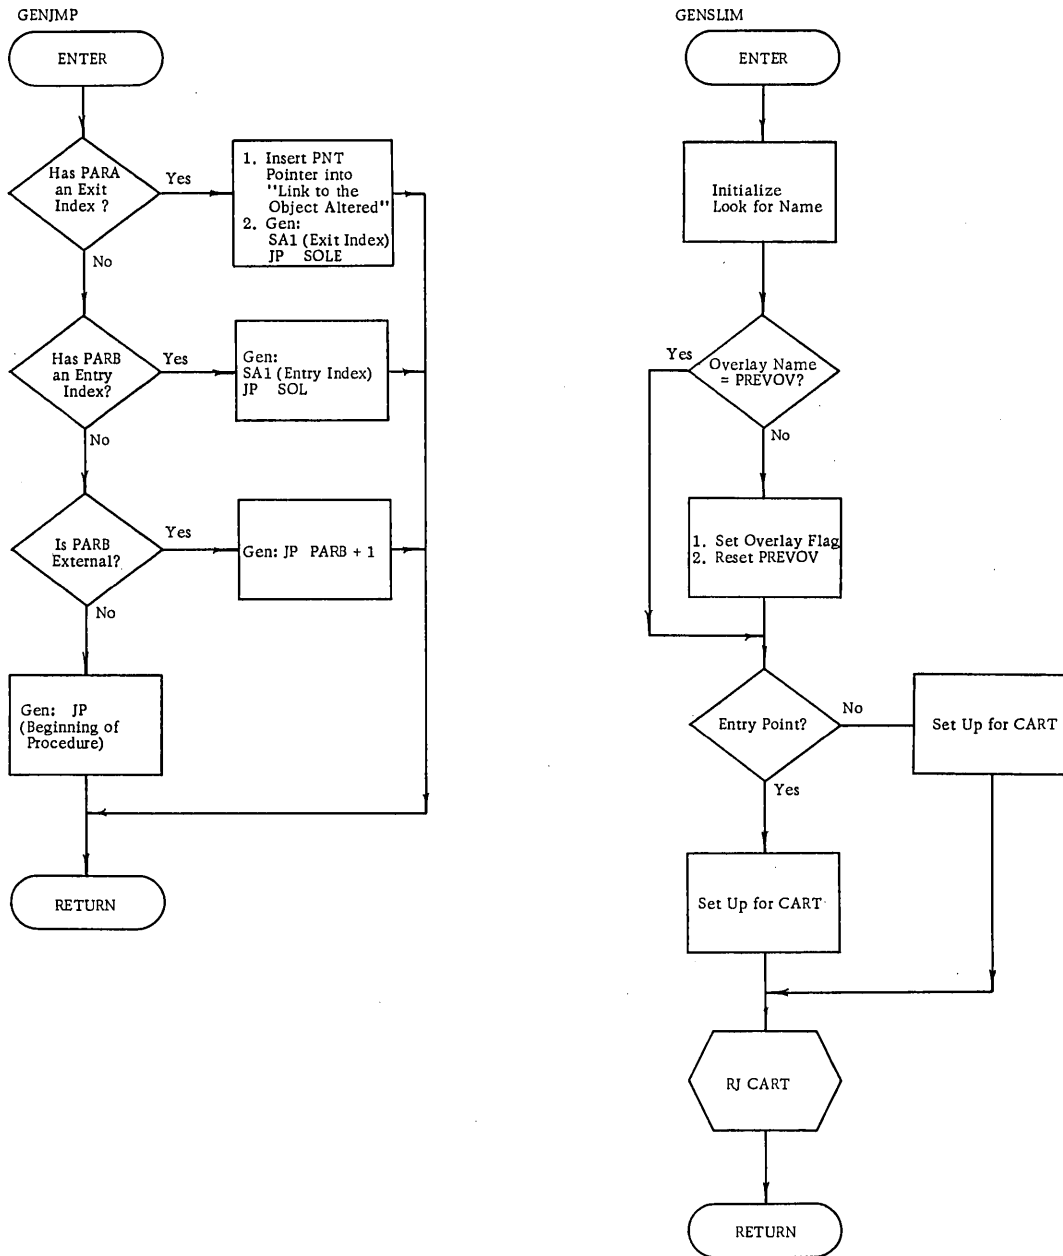 GENJMP
ENTER
Has PARA
an Exit
Index ?
Yes
No
1. Insert PNT
Pointer into
"Link to the
Object Altered"
2. Gen:
SA1 (Exit Index)
JP SOLE
Has PARB
an Entry
Index?
Yes
No
Gen:
SA1 (Entry Index)
JP SOL
Is PARB
External?
Yes
No
Gen: JP PARB + 1
Gen: JP
(Beginning of
Procedure)
RETURN
GENSLIM
ENTER
Initialize
Look for Name
Overlay Name
= PREVOV?
Yes
No
1. Set Overlay Flag
2. Reset PREVOV
Entry Point?
No
Yes
Set Up for CART
Set Up for CART
RJ CART
RETURN